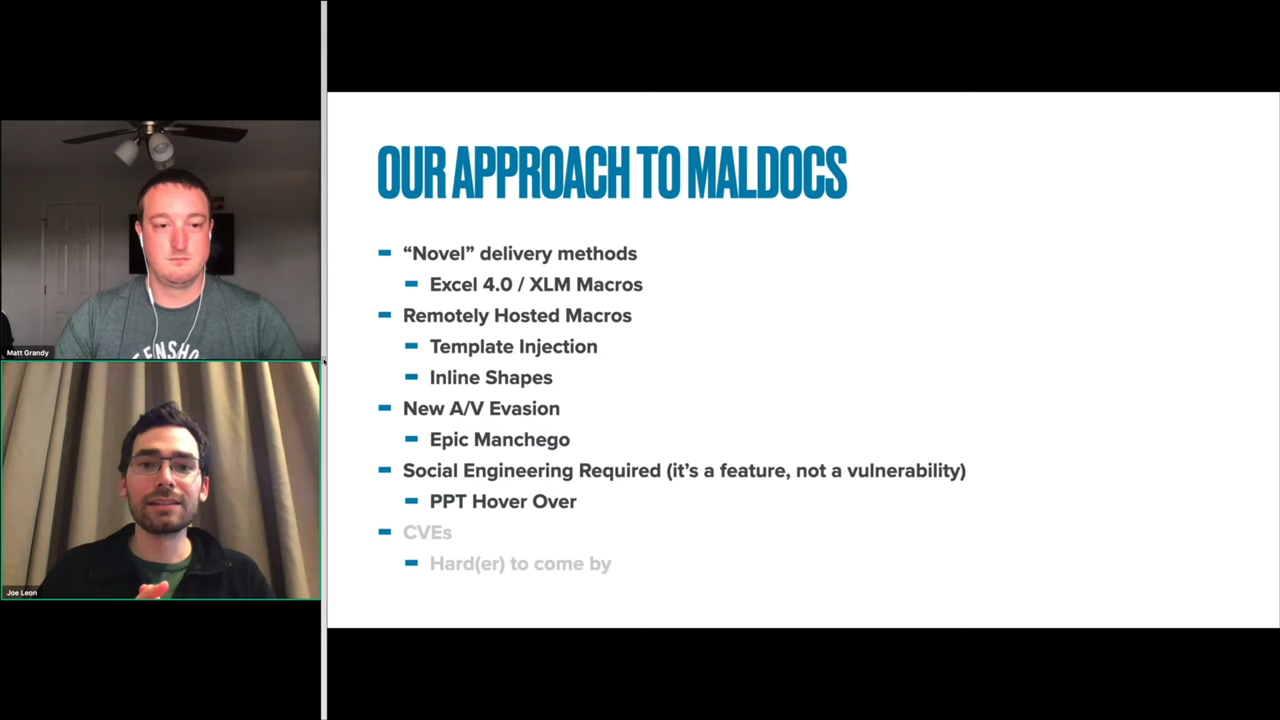 ENSHO
Matt Grandy
Joe Leon
OUR APPROACH TO MALDOCS
“Novel” delivery methods
Excel 4.0 / XLM Macros
Remotely Hosted Macros
Template Injection
Inline Shapes
New A/V Evasion
Epic Manchego
Social Engineering Required (it’s a feature, not a vulnerability)
PPT Hover Over
CVEs
Hard(er) to come by